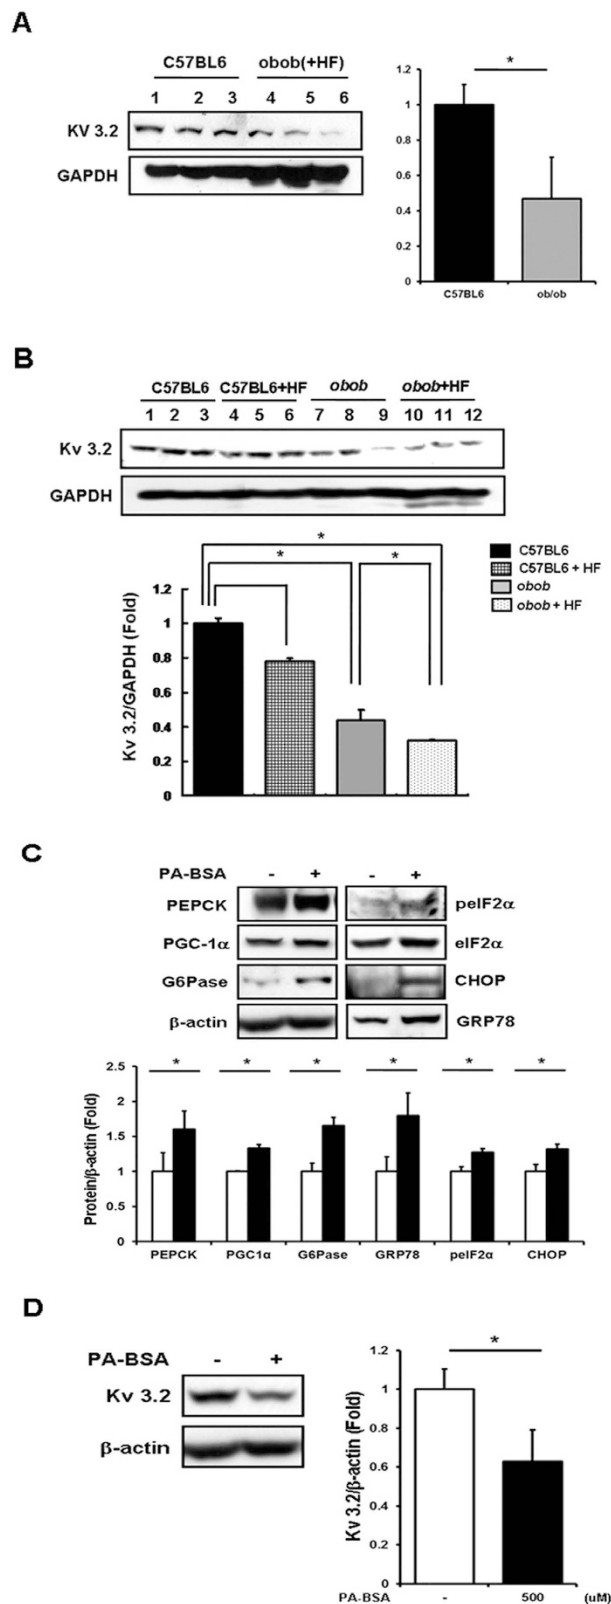 A
C57BL6 obob(+HF)
1 2 3 4 5 6
KV 3.2
GAPDH
*
1.2
1
0.8
0.6
0.4
0.2
0
C57BL6 ob/ob
B
C57BL6 C57BL6+HF obob obob+HF
1 2 3 4 5 6 7 8 9 10 11 12
Kv 3.2
GAPDH
*
* *
C57BL6
C57BL6 + HF
obob
obob + HF
Kv 3.2/GAPDH (Fold)
1.2
1
0.8
0.6
0.4
0.2
0
C
PA-BSA - + - +
PEPCK peIF2α
PGC-1α eIF2α
G6Pase CHOP
β-actin GRP78
* * * * * *
Protein/β-actin (Fold)
2.5
2
1.5
1
0.5
0
PEPCK PGC1α G6Pase GRP78 peIF2α CHOP
D
PA-BSA - +
Kv 3.2
β-actin
*
Kv 3.2/β-actin (Fold)
1.2
1
0.8
0.6
0.4
0.2
0
PA-BSA - 500 (uM)